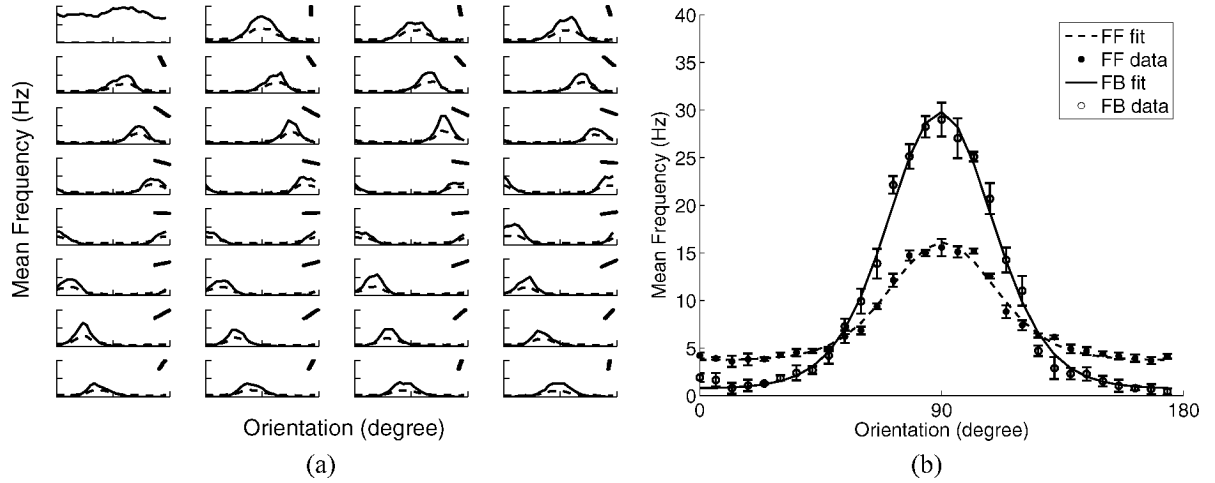 Mean Frequency (Hz)
Orientation (degree)
(a)
40
35
30
25
20
15
10
5
0
Mean Frequency (Hz)
FF fit
FF data
FB fit
FB data
0 90 180
Orientation (degree)
(b)